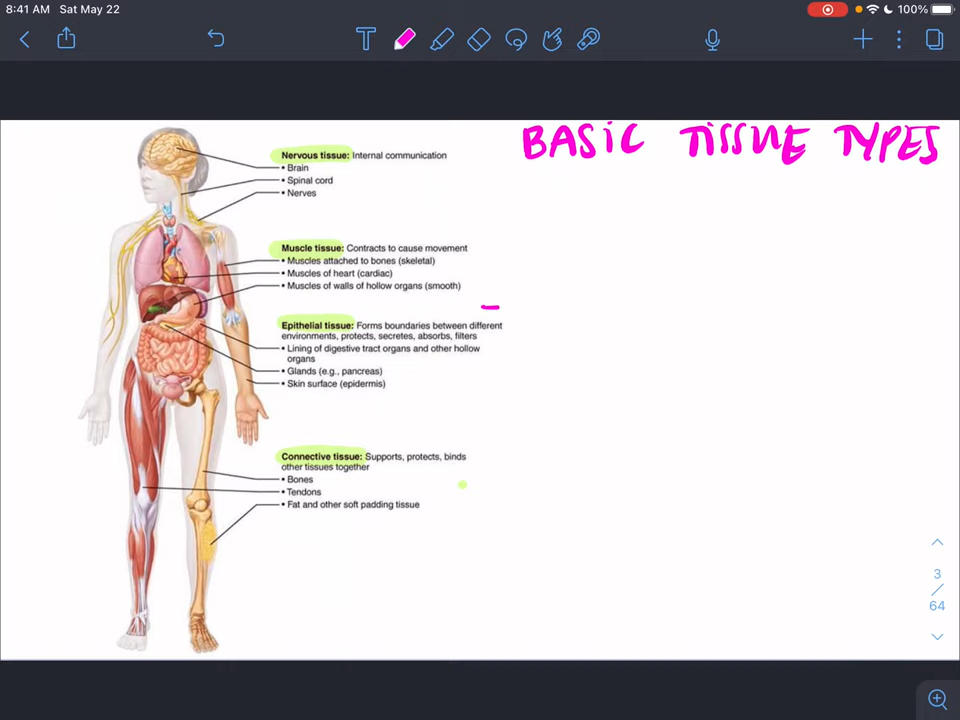 8:41 AM Sat May 22
100%
BASIC TISSUE TYPES
Nervous tissue: Internal communication
• Brain
• Spinal cord
• Nerves
Muscle tissue: Contracts to cause movement
• Muscles attached to bones (skeletal)
• Muscles of heart (cardiac)
• Muscles of walls of hollow organs (smooth)
Epithelial tissue: Forms boundaries between different
environments, protects, secretes, absorbs, filters
• Lining of digestive tract organs and other hollow
organs
• Glands (e.g., pancreas)
• Skin surface (epidermis)
Connective tissue: Supports, protects, binds
other tissues together
• Bones
• Tendons
• Fat and other soft padding tissue
3
/
64